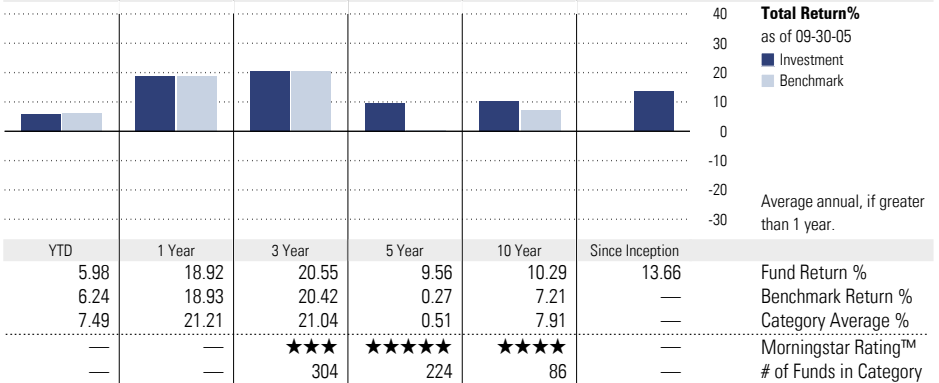 40
30
20
10
0
-10
-20
-30
Total Return%
as of 09-30-05
Investment
Benchmark
Average annual, if greater
than 1 year.
YTD 1 Year 3 Year 5 Year 10 Year Since Inception
5.98 18.92 20.55 9.56 10.29 13.66 Fund Return %
6.24 18.93 20.42 0.27 7.21 — Benchmark Return %
7.49 21.21 21.04 0.51 7.91 — Category Average %
— — ★★★ ★★★★★ ★★★★ — Morningstar Rating™
— — 304 224 86 — # of Funds in Category